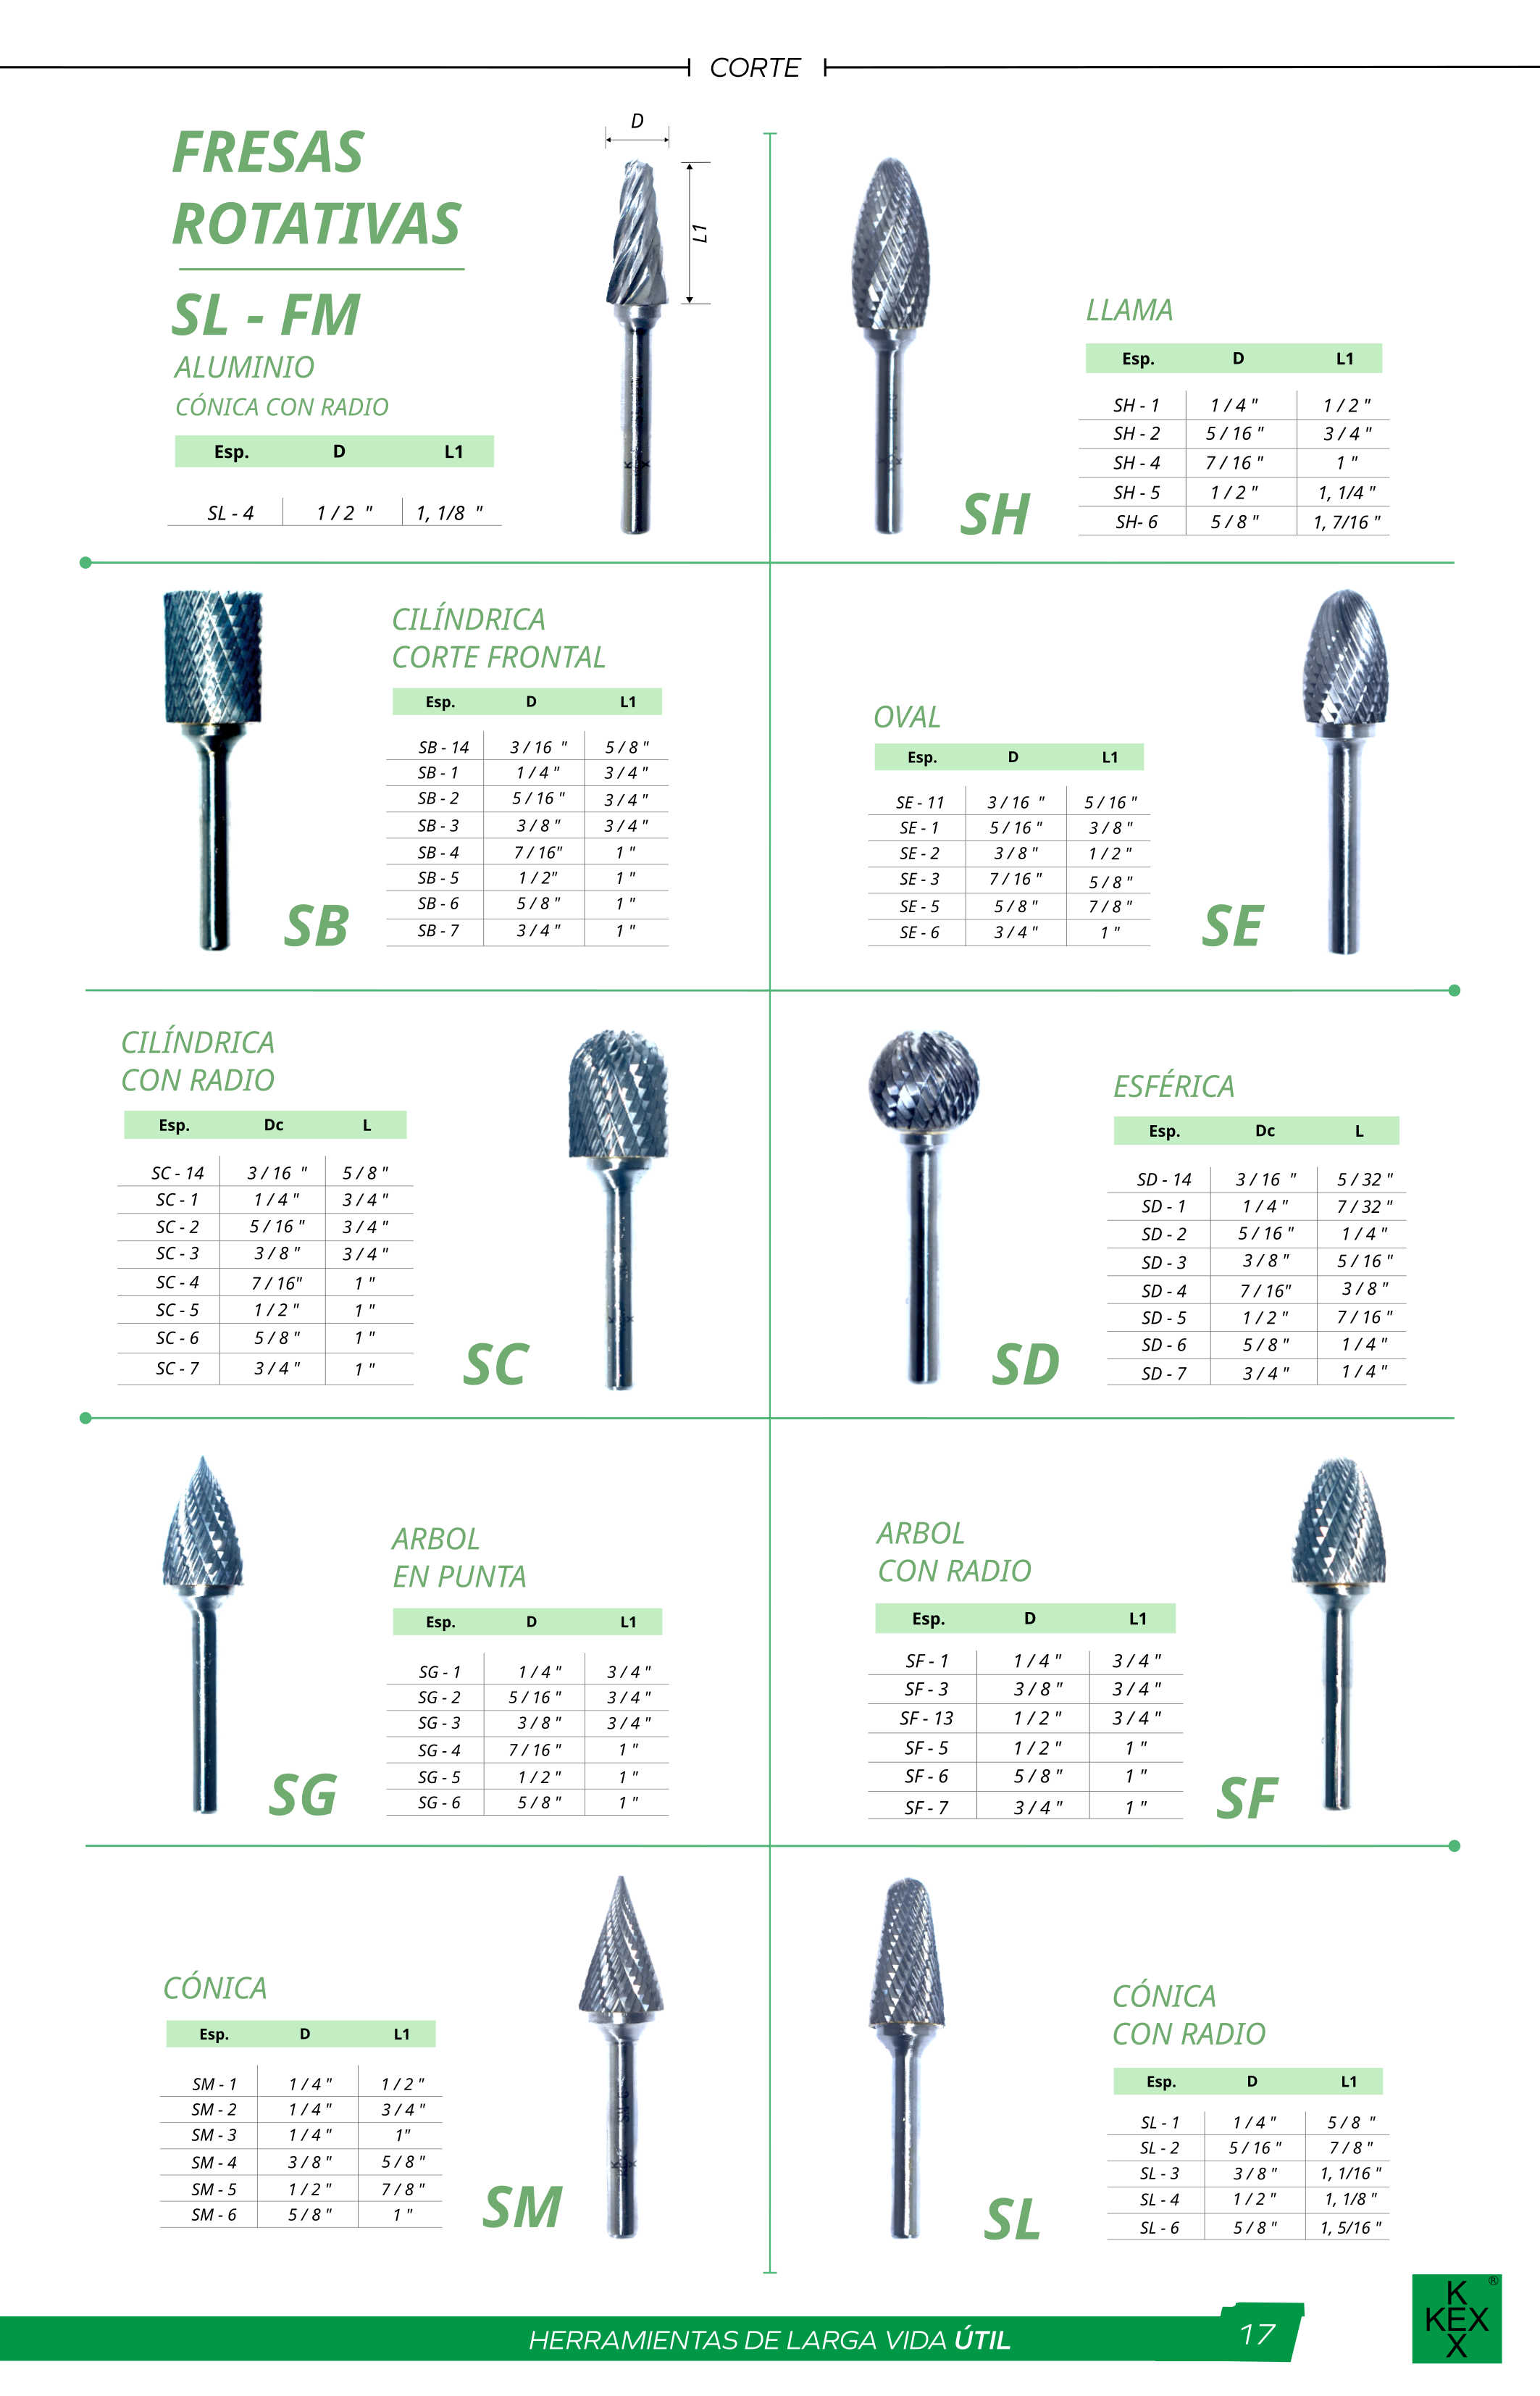 CORTE
FRESAS
ROTATIVAS
SL - FM
ALUMINIO
CÓNICA CON RADIO
Esp. D L1
SL - 4 1 / 2 " 1, 1/8 "
D
L1
LLAMA
Esp. D L1
SH - 1 1 / 4 " 1 / 2 "
SH - 2 5 / 16 " 3 / 4 "
SH - 4 7 / 16 " 1 "
SH - 5 1 / 2 " 1, 1/4 "
SH- 6 5 / 8 " 1, 7/16 "
SH
CILÍNDRICA
CORTE FRONTAL
Esp. D L1
SB - 14 3 / 16 " 5 / 8 "
SB - 1 1 / 4 " 3 / 4 "
SB - 2 5 / 16 " 3 / 4 "
SB - 3 3 / 8 " 3 / 4 "
SB - 4 7 / 16" 1 "
SB - 5 1 / 2" 1 "
SB - 6 5 / 8 " 1 "
SB - 7 3 / 4 " 1 "
SB
OVAL
Esp. D L1
SE - 11 3 / 16 " 5 / 16 "
SE - 1 5 / 16 " 3 / 8 "
SE - 2 3 / 8 " 1 / 2 "
SE - 3 7 / 16 " 5 / 8 "
SE - 5 5 / 8 " 7 / 8 "
SE - 6 3 / 4 " 1 "
SE
CILÍNDRICA
CON RADIO
Esp. Dc L
SC - 14 3 / 16 " 5 / 8 "
SC - 1 1 / 4 " 3 / 4 "
SC - 2 5 / 16 " 3 / 4 "
SC - 3 3 / 8 " 3 / 4 "
SC - 4 7 / 16" 1 "
SC - 5 1 / 2 " 1 "
SC - 6 5 / 8 " 1 "
SC - 7 3 / 4 " 1 "
SC
ESFÉRICA
Esp. Dc L
SD - 14 3 / 16 " 5 / 32 "
SD - 1 1 / 4 " 7 / 32 "
SD - 2 5 / 16 " 1 / 4 "
SD - 3 3 / 8 " 5 / 16 "
SD - 4 7 / 16" 3 / 8 "
SD - 5 1 / 2 " 7 / 16 "
SD - 6 5 / 8 " 1 / 4 "
SD - 7 3 / 4 " 1 / 4 "
SD
ARBOL
EN PUNTA
Esp. D L1
SG - 1 1 / 4 " 3 / 4 "
SG - 2 5 / 16 " 3 / 4 "
SG - 3 3 / 8 " 3 / 4 "
SG - 4 7 / 16 " 1 "
SG - 5 1 / 2 " 1 "
SG - 6 5 / 8 " 1 "
SG
ARBOL
CON RADIO
Esp. D L1
SF - 1 1 / 4 " 3 / 4 "
SF - 3 3 / 8 " 3 / 4 "
SF - 13 1 / 2 " 3 / 4 "
SF - 5 1 / 2 " 1 "
SF - 6 5 / 8 " 1 "
SF - 7 3 / 4 " 1 "
SF
CÓNICA
Esp. D L1
SM - 1 1 / 4 " 1 / 2 "
SM - 2 1 / 4 " 3 / 4 "
SM - 3 1 / 4 " 1"
SM - 4 3 / 8 " 5 / 8 "
SM - 5 1 / 2 " 7 / 8 "
SM - 6 5 / 8 " 1 "
SM
CÓNICA
CON RADIO
Esp. D L1
SL - 1 1 / 4 " 5 / 8 "
SL - 2 5 / 16 " 7 / 8 "
SL - 3 3 / 8 " 1, 1/16 "
SL - 4 1 / 2 " 1, 1/8 "
SL - 6 5 / 8 " 1, 5/16 "
SL
HERRAMIENTAS DE LARGA VIDA ÚTIL
17
K ®
KEX
X